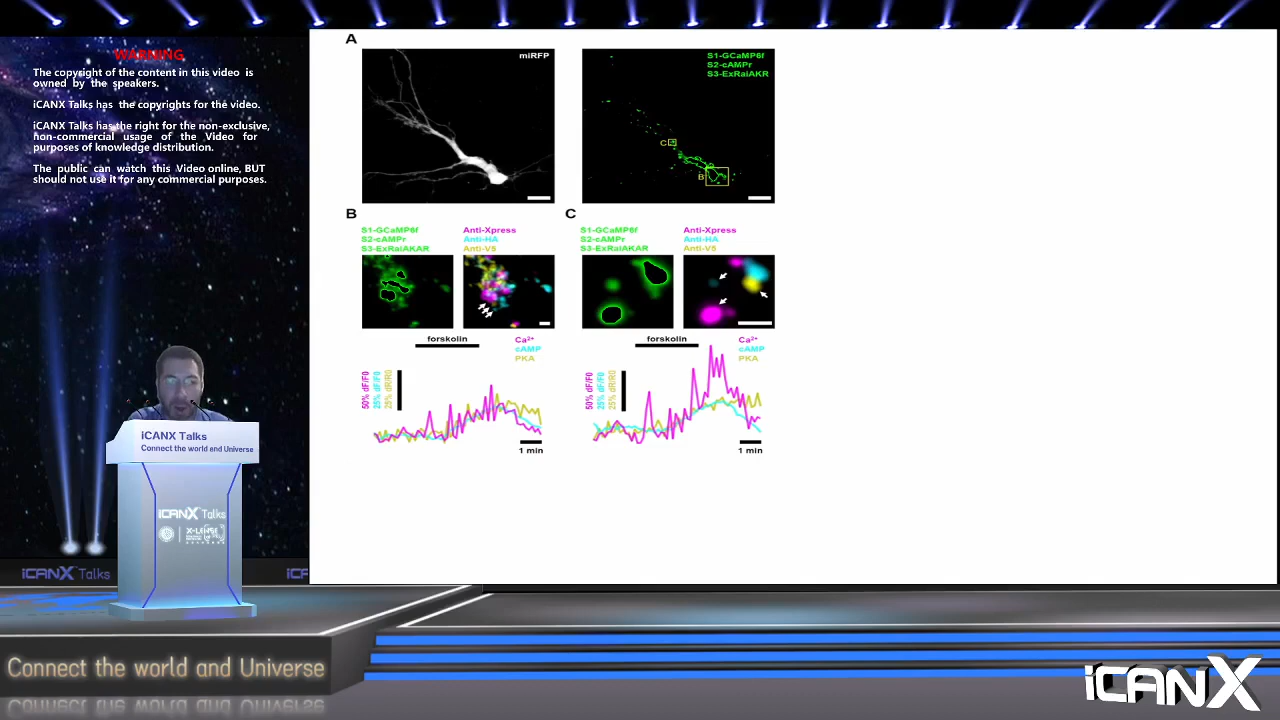 WARNING
The copyright of the content in this video is
by the speakers.
iCANX Talks has the copyrights for the video.
iCANX Talks has the right for the non-exclusive,
non-commercial usage of the Video for
purposes of knowledge distribution.
The public can watch this Video online, BUT
should not use it for any commercial purposes.
A
miRFP
S1-GCaMP6f
S2-cAMPr
S3-ExRaiAKR
C
B
B
S1-GCaMP6f
S2-cAMPr
S3-ExRaiAKAR
Anti-Xpress
Anti-HA
Anti-V5
forskolin
Ca²⁺
cAMP
PKA
50% dF/F0
25% dF/F0
25% dR/R0
1 min
C
S1-GCaMP6f
S2-cAMPr
S3-ExRaiAKAR
Anti-Xpress
Anti-HA
Anti-V5
forskolin
Ca²⁺
cAMP
PKA
50% dF/F0
25% dF/F0
25% dR/R0
1 min
iCANX Talks
Connect the world end Universe
iCANX Talks
iCANX Talks
Connect the world and Universe
iCANX